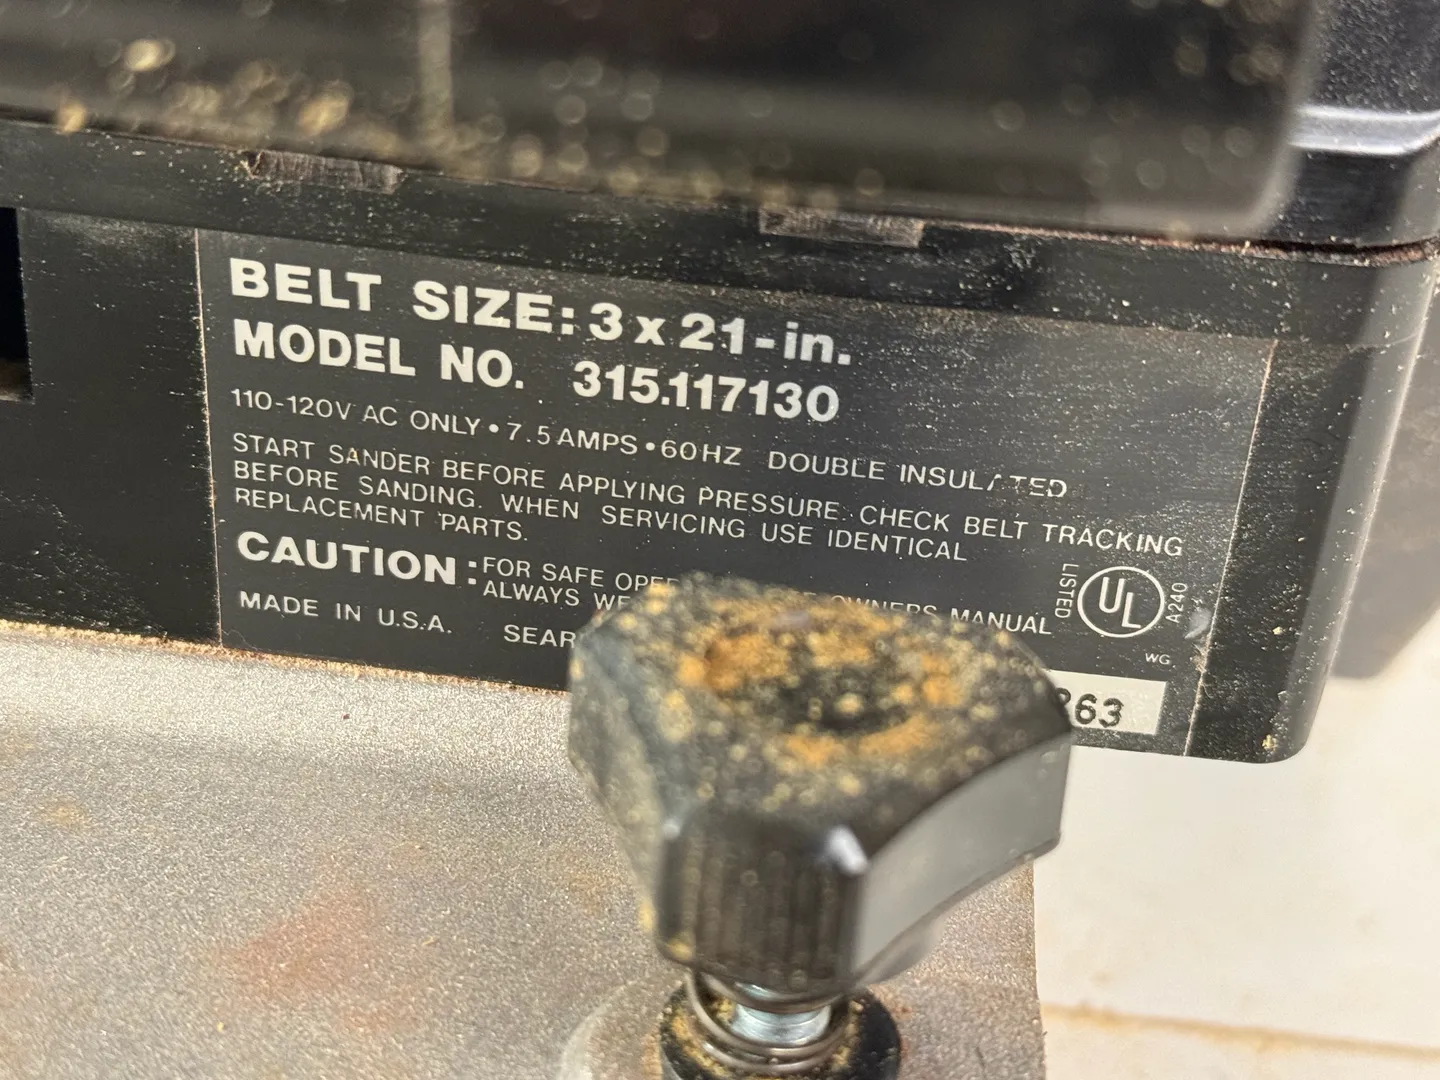 BELT SIZE: 3 x 21-in.
MODEL NO. 315.117130
110-120V AC ONLY • 7.5 AMPS • 60HZ DOUBLE INSULATED
START SANDER BEFORE APPLYING PRESSURE. CHECK BELT TRACKING
BEFORE SANDING. WHEN SERVICING USE IDENTICAL
REPLACEMENT PARTS.
CAUTION: FOR SAFE OWNERS MANUAL
ALWAYS
LISTED UL A240
MADE IN U.S.A.
WG.
63